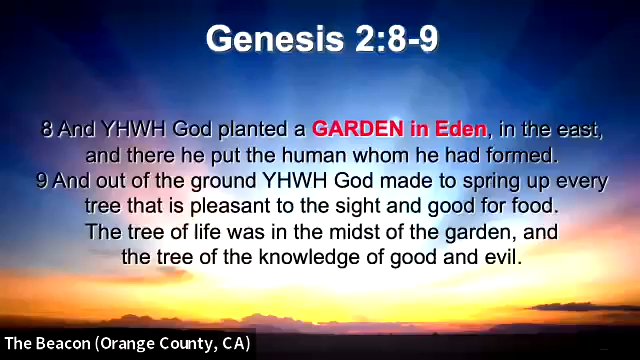 Genesis 2:8-9
8 And YHWH God planted a GARDEN in Eden, in the east,
and there he put the human whom he had formed.
9 And out of the ground YHWH God made to spring up every
tree that is pleasant to the sight and good for food.
The tree of life was in the midst of the garden, and
the tree of the knowledge of good and evil.
The Beacon (Orange County, CA)